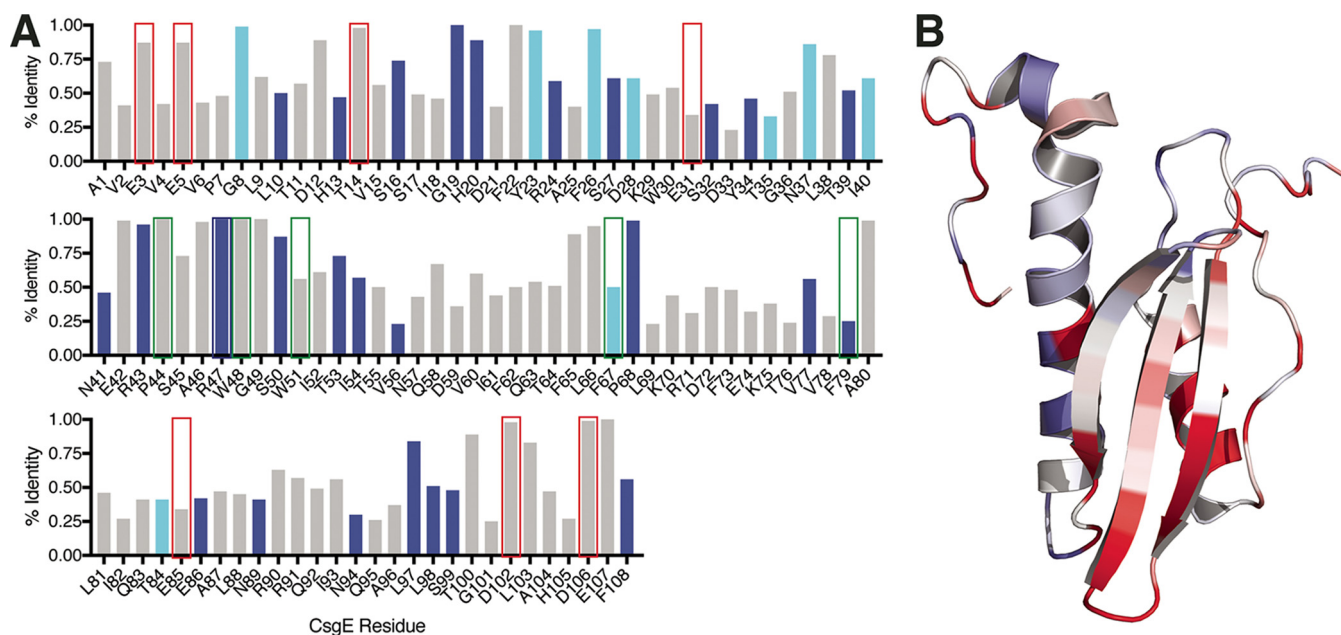 A
B
% Identity
1.00
0.75
0.50
0.25
0.00
A1 V2 E3 V4 E5 V6 P7 G8 L9 L10 T11 D12 H13 T14 V15 S16 S17 I18 G19 H20 D21 F22 Y23 R24 A25 F26 S27 D28 K29 W30 E31 S32 D33 Y34 T35 G36 N37 L38 T39 I40
% Identity
1.00
0.75
0.50
0.25
0.00
N41 E42 R43 P44 S45 A46 R47 W48 G49 S50 W51 I52 T53 I54 T55 V56 N57 Q58 D59 V60 I61 F62 Q63 T64 F65 L66 F67 P68 L69 K70 R71 D72 F73 E74 K75 T76 V77 V78 F79 A80
% Identity
1.00
0.75
0.50
0.25
0.00
L81 I82 Q83 T84 E85 E86 A87 L88 N89 R90 R91 Q92 I93 N94 Q95 A96 L97 L98 S99 T100 G101 D102 L103 A104 H105 D106 E107 F108
CsgE Residue